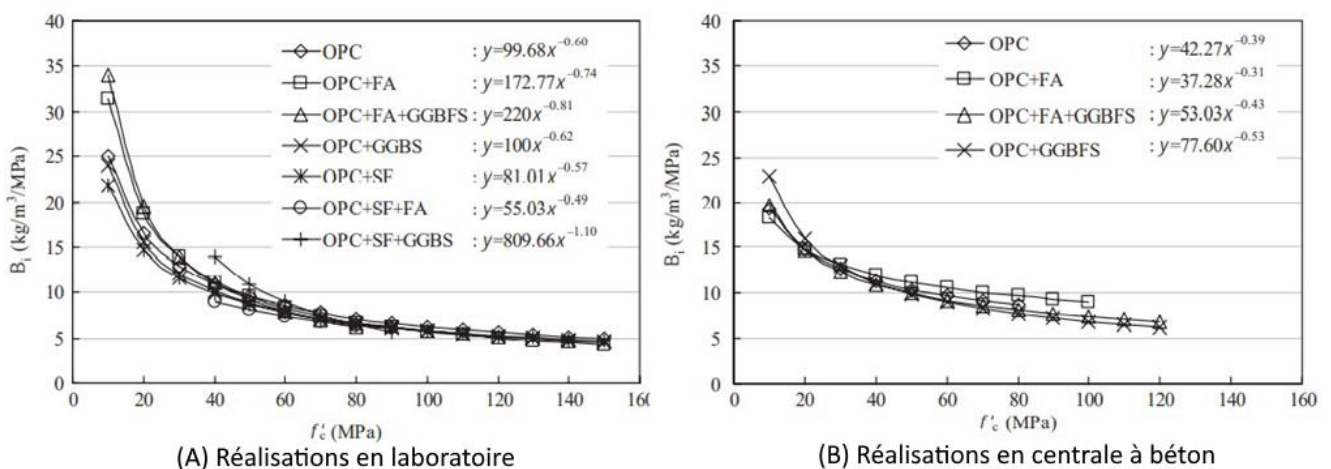 40
35
30
25
20
15
10
5
0
B_i (kg/m³/MPa)
OPC : y=99.68x^−0.60
OPC+FA : y=172.77x^−0.74
OPC+FA+GGBFS : y=220x^−0.81
OPC+GGBS : y=100x^−0.62
OPC+SF : y=81.01x^−0.57
OPC+SF+FA : y=55.03x^−0.49
OPC+SF+GGBS : y=809.66x^−1.10
0 20 40 60 80 100 120 140 160
f'_c (MPa)
(A) Réalisations en laboratoire
40
35
30
25
20
15
10
5
0
B_i (kg/m³/MPa)
OPC : y=42.27x^−0.39
OPC+FA : y=37.28x^−0.31
OPC+FA+GGBFS : y=53.03x^−0.43
OPC+GGBFS : y=77.60x^−0.53
0 20 40 60 80 100 120 140 160
f'_c (MPa)
(B) Réalisations en centrale à béton